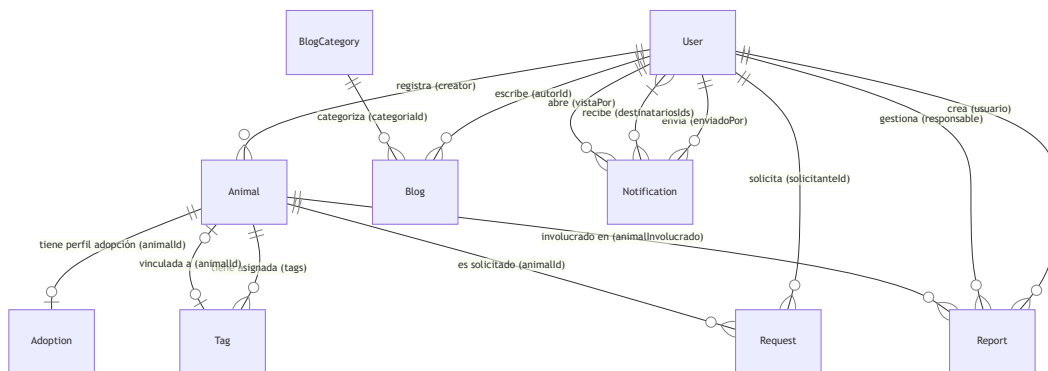 BlogCategory
User
registra (creator)
escribe (autorId)
abre (vistaPor)
crea (usuario)
categoriza (categoriaId)
recibe (destinatariosIds)
envía (enviadoPor)
gestiona (responsable)
Animal
Blog
Notification
solicita (solicitanteId)
tiene perfil adopción (animalId)
involucrado en (animalInvolucrado)
vinculada a (animalId)
tiene asignada (tags)
es solicitado (animalId)
Adoption
Tag
Request
Report